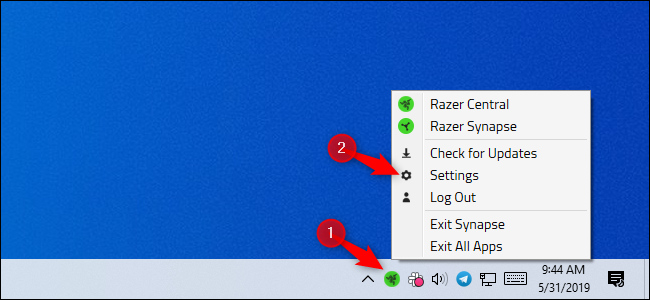 Razer Central
Razer Synapse
2
Check for Updates
Settings
Log Out
1
Exit Synapse
Exit All Apps
9:44 AM
5/31/2019
3